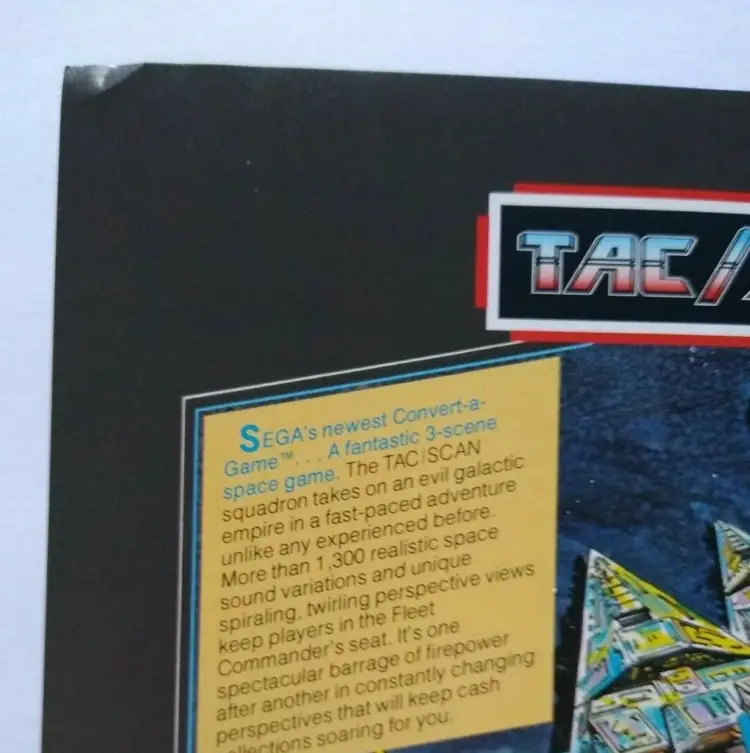 TAC/
SEGA's newest Convert-a-
Game™. . . A fantastic 3-scene
space game. The TAC/SCAN
squadron takes on an evil galactic
empire in a fast-paced adventure
unlike any experienced before.
More than 1,300 realistic space
sound variations and unique
spiraling, twirling perspective views
keep players in the Fleet
Commander's seat. It's one
spectacular barrage of firepower
after another in constantly changing
perspectives that will keep cash
collections soaring for you.